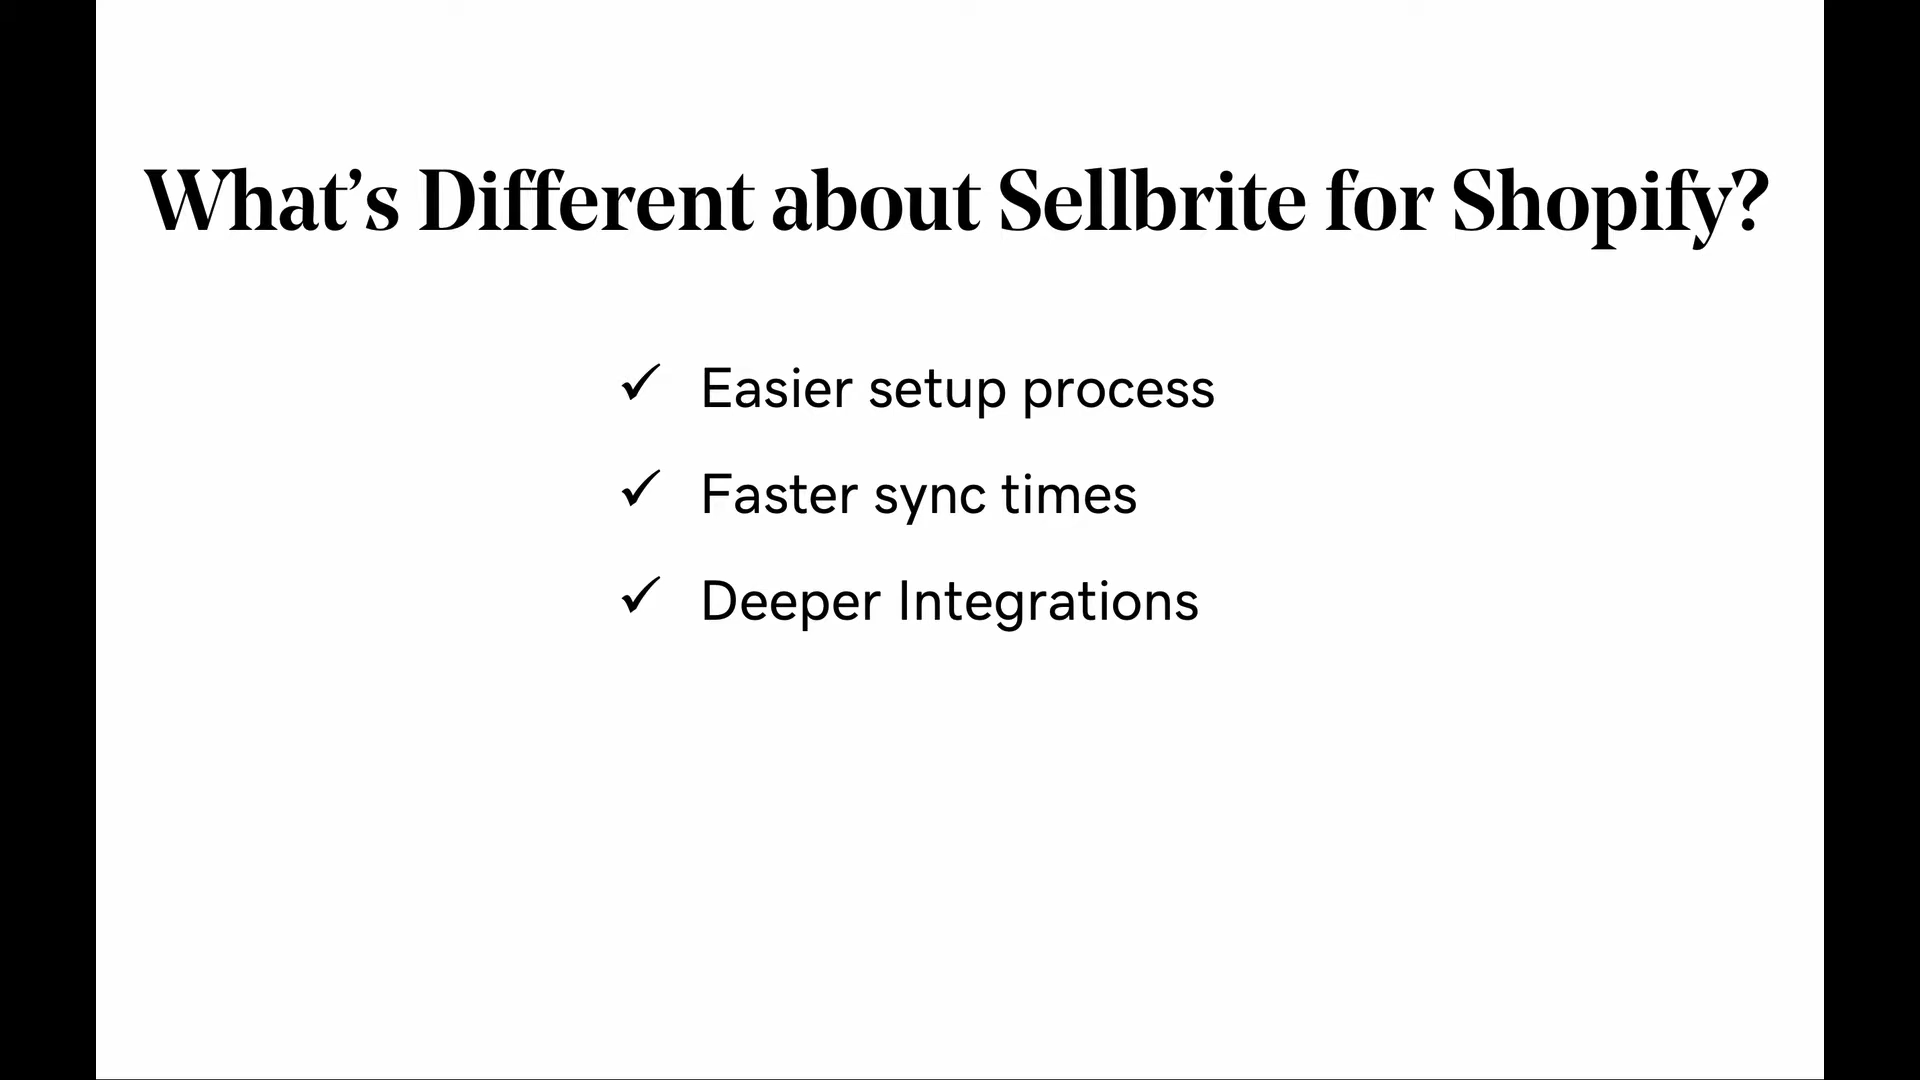 What’s Different about Sellbrite for Shopify?
✓ Easier setup process
✓ Faster sync times
✓ Deeper Integrations